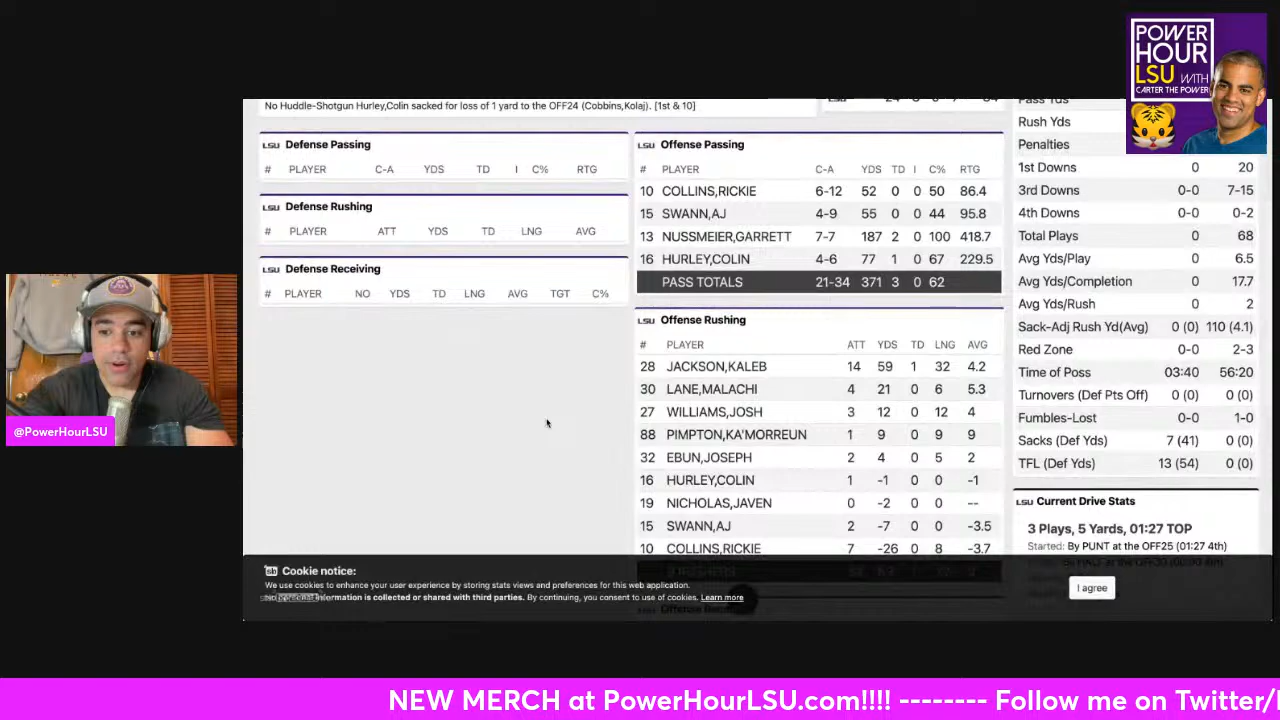 POWER
HOUR
LSU WITH
CARTER THE POWER
No Huddle-Shotgun Hurley,Colin sacked for loss of 1 yard to the OFF24 (Cobbins,Kolaj). [1st & 10]
LSU Defense Passing
# PLAYER C-A YDS TD I C% RTG
LSU Defense Rushing
# PLAYER ATT YDS TD LNG AVG
LSU Defense Receiving
# PLAYER NO YDS TD LNG AVG TGT C%
LSU Offense Passing
# PLAYER C-A YDS TD I C% RTG
10 COLLINS,RICKIE 6-12 52 0 0 50 86.4
15 SWANN,AJ 4-9 55 0 0 44 95.8
13 NUSSMEIER,GARRETT 7-7 187 2 0 100 418.7
16 HURLEY,COLIN 4-6 77 1 0 67 229.5
PASS TOTALS 21-34 371 3 0 62
LSU Offense Rushing
# PLAYER ATT YDS TD LNG AVG
28 JACKSON,KALEB 14 59 1 32 4.2
30 LANE,MALACHI 4 21 0 6 5.3
27 WILLIAMS,JOSH 3 12 0 12 4
88 PIMPTON,KA'MORREUN 1 9 0 9 9
32 EBUN,JOSEPH 2 4 0 5 2
16 HURLEY,COLIN 1 -1 0 0 -1
19 NICHOLAS,JAVEN 0 -2 0 0 --
15 SWANN,AJ 2 -7 0 0 -3.5
10 COLLINS,RICKIE 7 -26 0 8 -3.7
Pass Yds
Rush Yds
Penalties
1st Downs 0 20
3rd Downs 0-0 7-15
4th Downs 0-0 0-2
Total Plays 0 68
Avg Yds/Play 0 6.5
Avg Yds/Completion 0 17.7
Avg Yds/Rush 0 2
Sack-Adj Rush Yd(Avg) 0 (0) 110 (4.1)
Red Zone 0-0 2-3
Time of Poss 03:40 56:20
Turnovers (Def Pts Off) 0 (0) 0 (0)
Fumbles-Lost 0-0 1-0
Sacks (Def Yds) 7 (41) 0 (0)
TFL (Def Yds) 13 (54) 0 (0)
LSU Current Drive Stats
3 Plays, 5 Yards, 01:27 TOP
Started: By PUNT at the OFF25 (01:27 4th)
@PowerHourLSU
sb Cookie notice:
We use cookies to enhance your user experience by storing stats views and preferences for this web application.
information is collected or shared with third parties. By continuing, you consent to use of cookies. Learn more
I agree
NEW MERCH at PowerHourLSU.com!!!! -------- Follow me on Twitter/